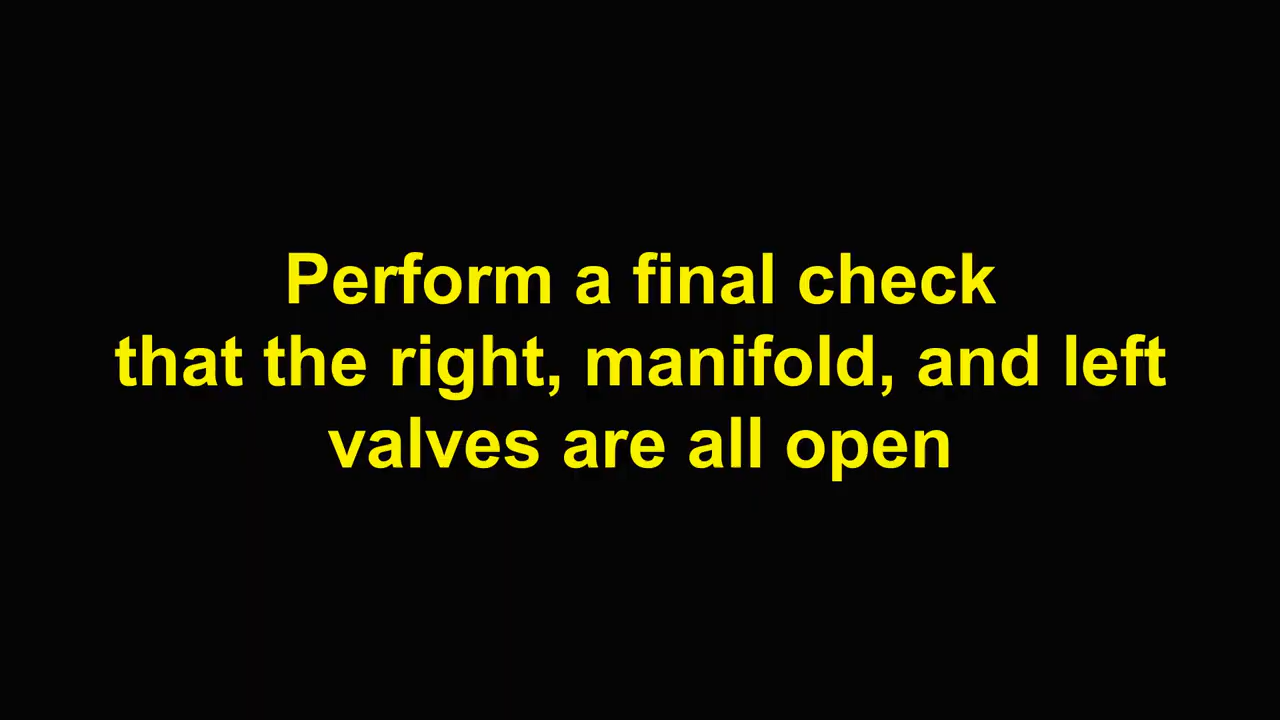 Perform a final check
that the right, manifold, and left
valves are all open